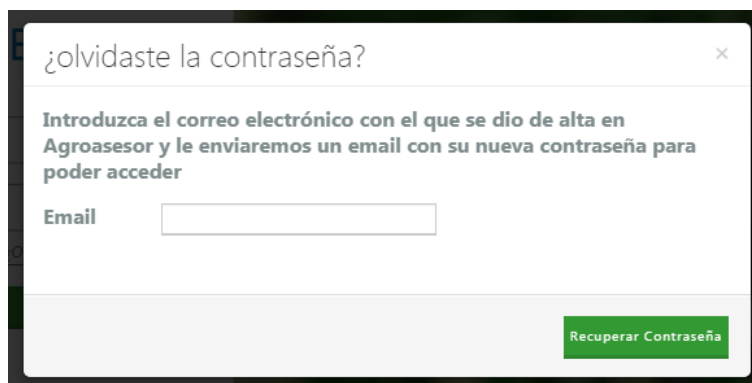 ¿olvidaste la contraseña?
×
Introduzca el correo electrónico con el que se dio de alta en
Agroasesor y le enviaremos un email con su nueva contraseña para
poder acceder
Email
Recuperar Contraseña